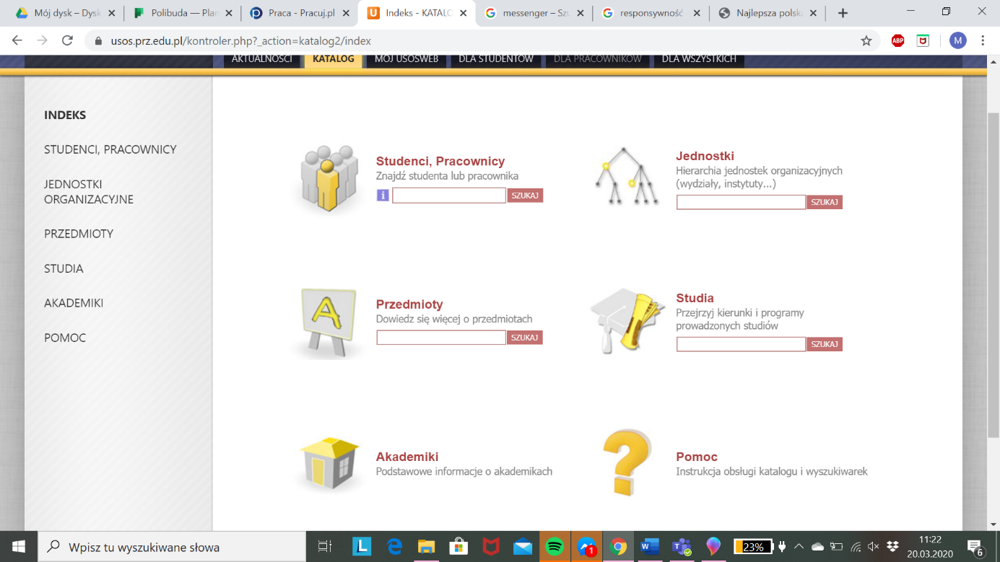 Mój dysk – Dysk
Polibuda — Plan
Praca - Pracuj.pl
Indeks - KATALO
messenger – Szu
responsywność
Najlepsza polska
usos.prz.edu.pl/kontroler.php?_action=katalog2/index
ABP
M
AKTUALNOŚCI KATALOG MÓJ USOSWEB DLA STUDENTÓW DLA PRACOWNIKÓW DLA WSZYSTKICH
INDEKS
STUDENCI, PRACOWNICY
JEDNOSTKI
ORGANIZACYJNE
PRZEDMIOTY
STUDIA
AKADEMIKI
POMOC
Studenci, Pracownicy
Znajdź studenta lub pracownika
i SZUKAJ
Jednostki
Hierarchia jednostek organizacyjnych
(wydziały, instytuty...)
SZUKAJ
A
Przedmioty
Dowiedz się więcej o przedmiotach
SZUKAJ
Studia
Przejrzyj kierunki i programy
prowadzonych studiów
SZUKAJ
Akademiki
Podstawowe informacje o akademikach
?
Pomoc
Instrukcja obsługi katalogu i wyszukiwarek
Wpisz tu wyszukiwane słowa
L
1
W
23%
11:22
20.03.2020
6